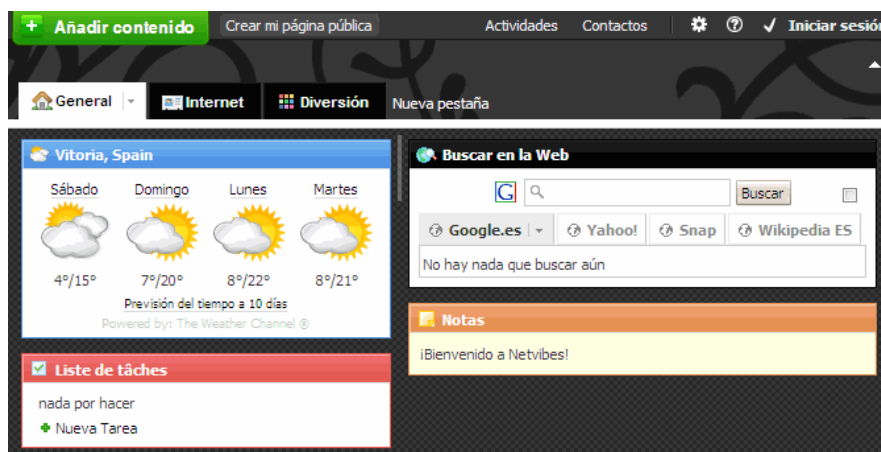 Añadir contenido Crear mi página pública Actividades Contactos Iniciar sesión
General Internet Diversión Nueva pestaña
Vitoria, Spain
Sábado Domingo Lunes Martes
4°/15° 7°/20° 8°/22° 8°/21°
Previsión del tiempo a 10 días
Powered by: The Weather Channel ®
Liste de tâches
nada por hacer
Nueva Tarea
Buscar en la Web
G Buscar
Google.es Yahoo! Snap Wikipedia ES
No hay nada que buscar aún
Notas
¡Bienvenido a Netvibes!